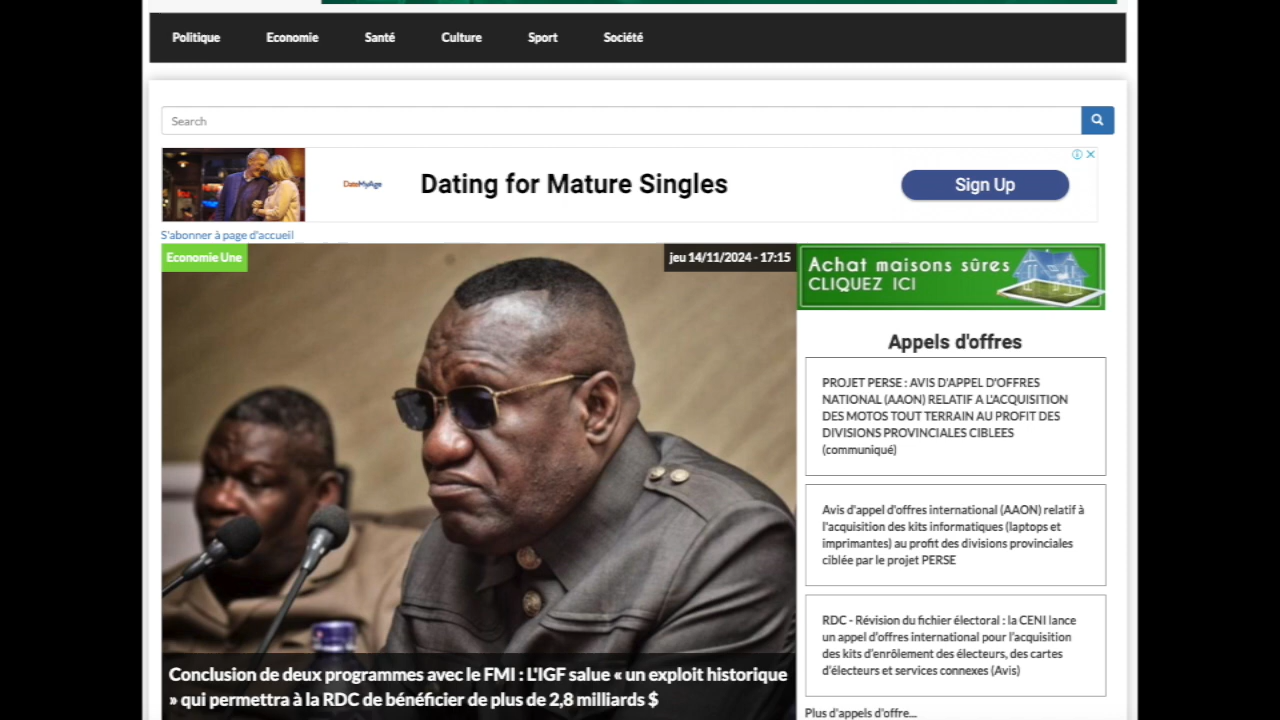 Politique Economie Santé Culture Sport Société
Search
DateMyAge
Dating for Mature Singles
Sign Up
S'abonner à page d'accueil
Economie Une
jeu 14/11/2024 - 17:15
Achat maisons sûres
CLIQUEZ ICI
Conclusion de deux programmes avec le FMI : L'IGF salue « un exploit historique
» qui permettra à la RDC de bénéficier de plus de 2,8 milliards $
Appels d'offres
PROJET PERSE : AVIS D'APPEL D'OFFRES
NATIONAL (AAON) RELATIF A L'ACQUISITION
DES MOTOS TOUT TERRAIN AU PROFIT DES
DIVISIONS PROVINCIALES CIBLEES
(communiqué)
Avis d'appel d'offres international (AAON) relatif à
l'acquisition des kits informatiques (laptops et
imprimantes) au profit des divisions provinciales
ciblée par le projet PERSE
RDC - Révision du fichier électoral : la CENI lance
un appel d'offres international pour l'acquisition
des kits d'enrôlement des électeurs, des cartes
d'électeurs et services connexes (Avis)
Plus d'appels d'offre...